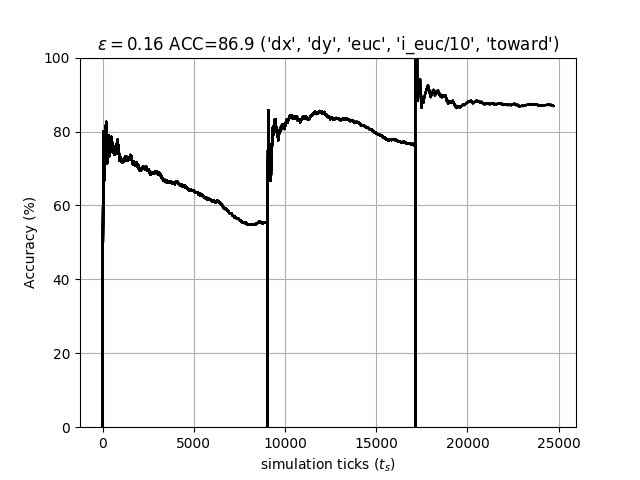 ε = 0.16 ACC=86.9 ('dx', 'dy', 'euc', 'i_euc/10', 'toward')
100
80
60
40
20
0
Accuracy (%)
0 5000 10000 15000 20000 25000
simulation ticks (tₛ)